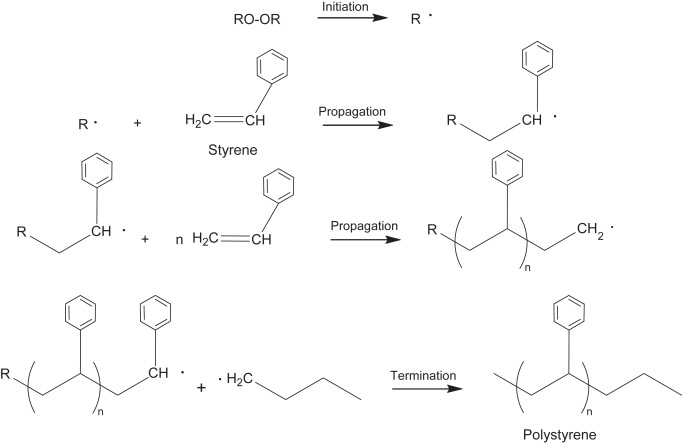 RO-OR Initiation R •
R • + H2C CH Propagation R CH •
Styrene
R CH • + n H2C CH Propagation R n CH2 •
R n CH • + • H2C Termination n
Polystyrene